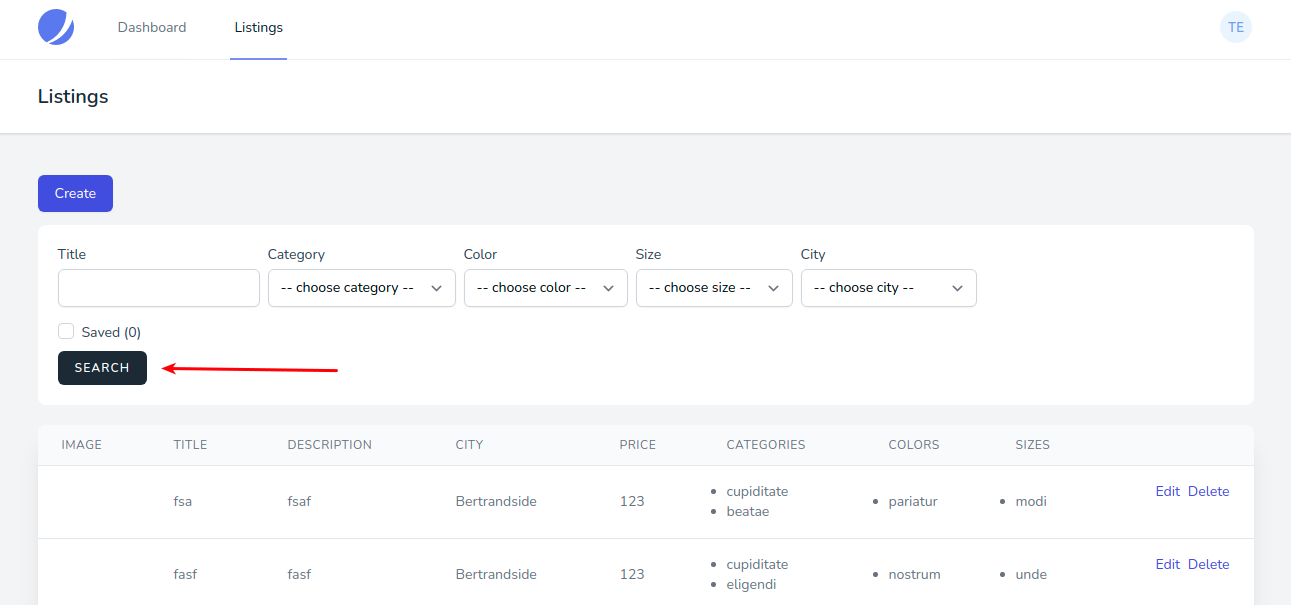 Dashboard Listings TE
Listings
Create
Title Category Color Size City
-- choose category -- -- choose color -- -- choose size -- -- choose city --
Saved (0)
SEARCH
IMAGE TITLE DESCRIPTION CITY PRICE CATEGORIES COLORS SIZES
fsa fsaf Bertrandside 123 • cupiditate • pariatur • modi Edit Delete
• beatae
fasf fasf Bertrandside 123 • cupiditate • nostrum • unde Edit Delete
• eligendi